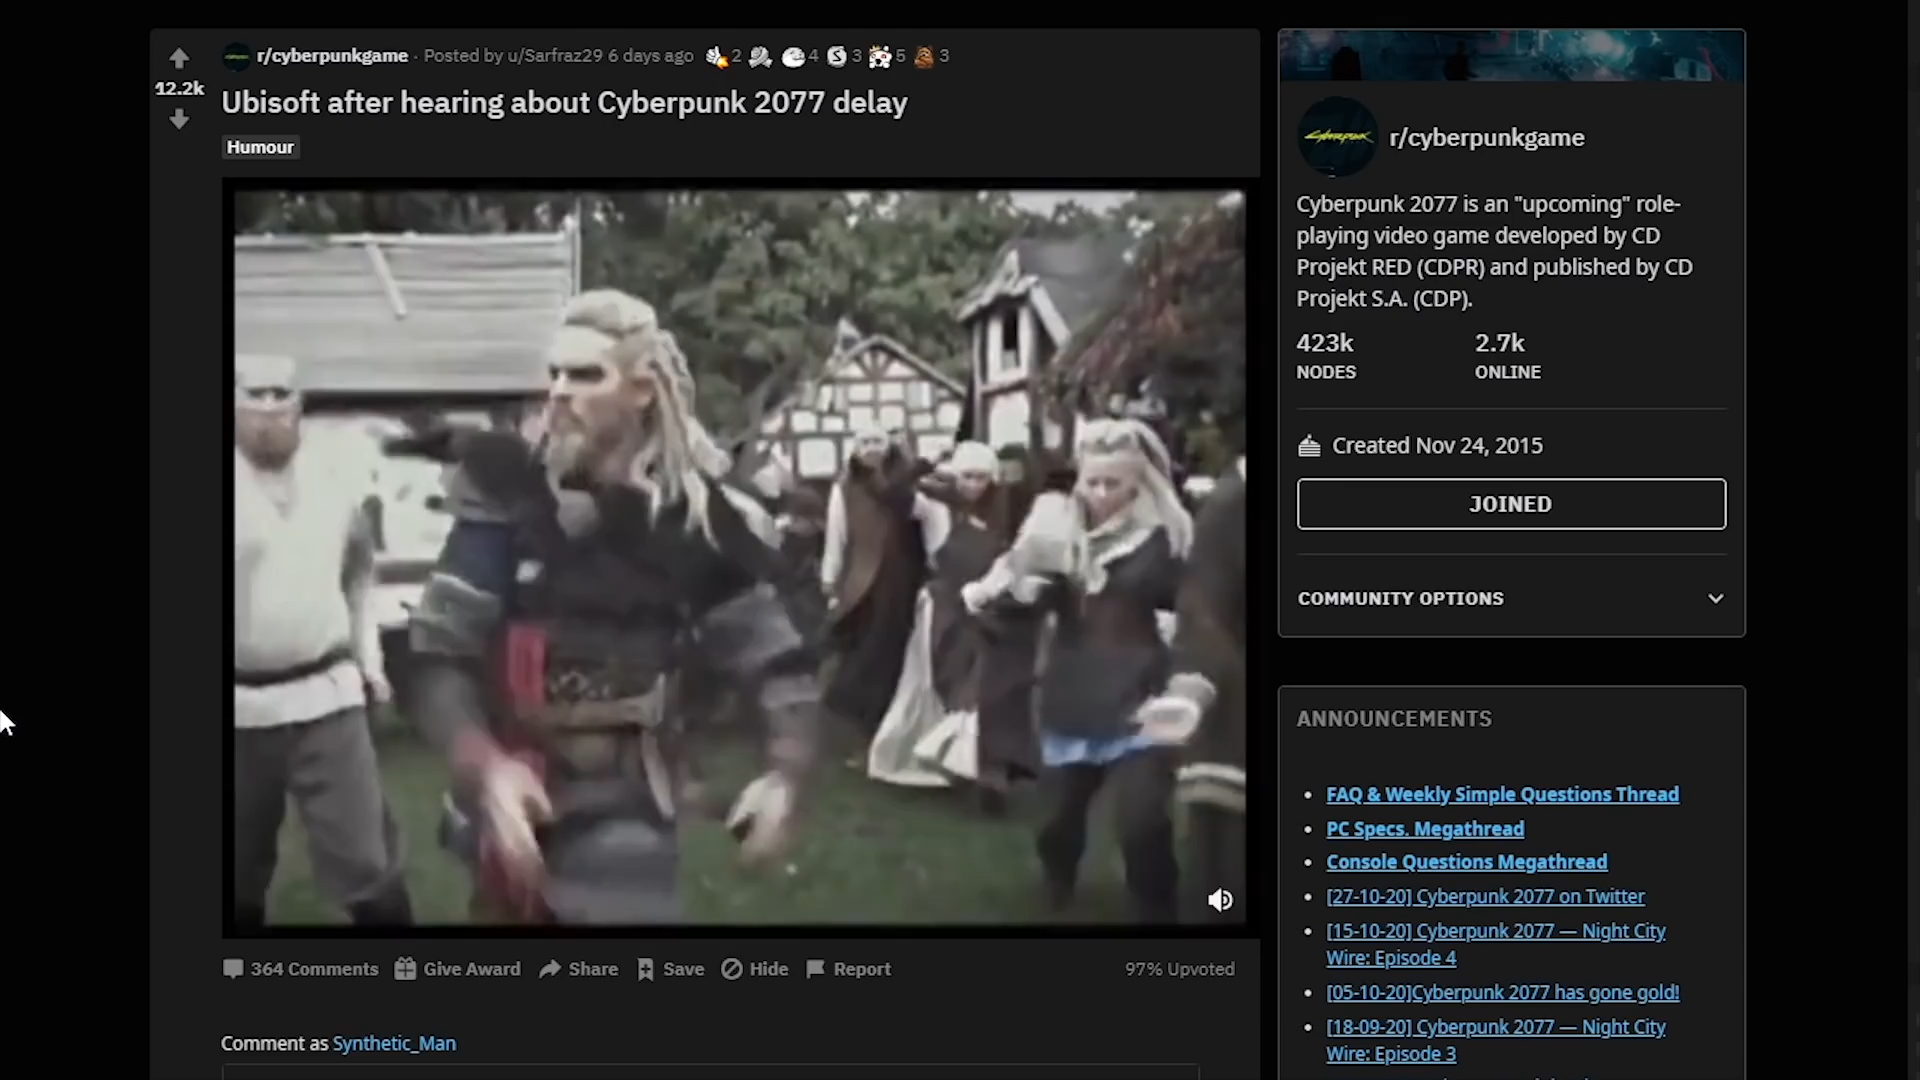 r/cyberpunkgame · Posted by u/Sarfraz29 6 days ago 2 4 3 5 3
12.2k
Ubisoft after hearing about Cyberpunk 2077 delay
Humour
364 Comments Give Award Share Save Hide Report 97% Upvoted
Comment as Synthetic_Man
Cyberpunk
r/cyberpunkgame
Cyberpunk 2077 is an "upcoming" role-
playing video game developed by CD
Projekt RED (CDPR) and published by CD
Projekt S.A. (CDP).
423k 2.7k
NODES ONLINE
Created Nov 24, 2015
JOINED
COMMUNITY OPTIONS
ANNOUNCEMENTS
• FAQ & Weekly Simple Questions Thread
• PC Specs. Megathread
• Console Questions Megathread
• [27-10-20] Cyberpunk 2077 on Twitter
• [15-10-20] Cyberpunk 2077 — Night City
Wire: Episode 4
• [05-10-20]Cyberpunk 2077 has gone gold!
• [18-09-20] Cyberpunk 2077 — Night City
Wire: Episode 3